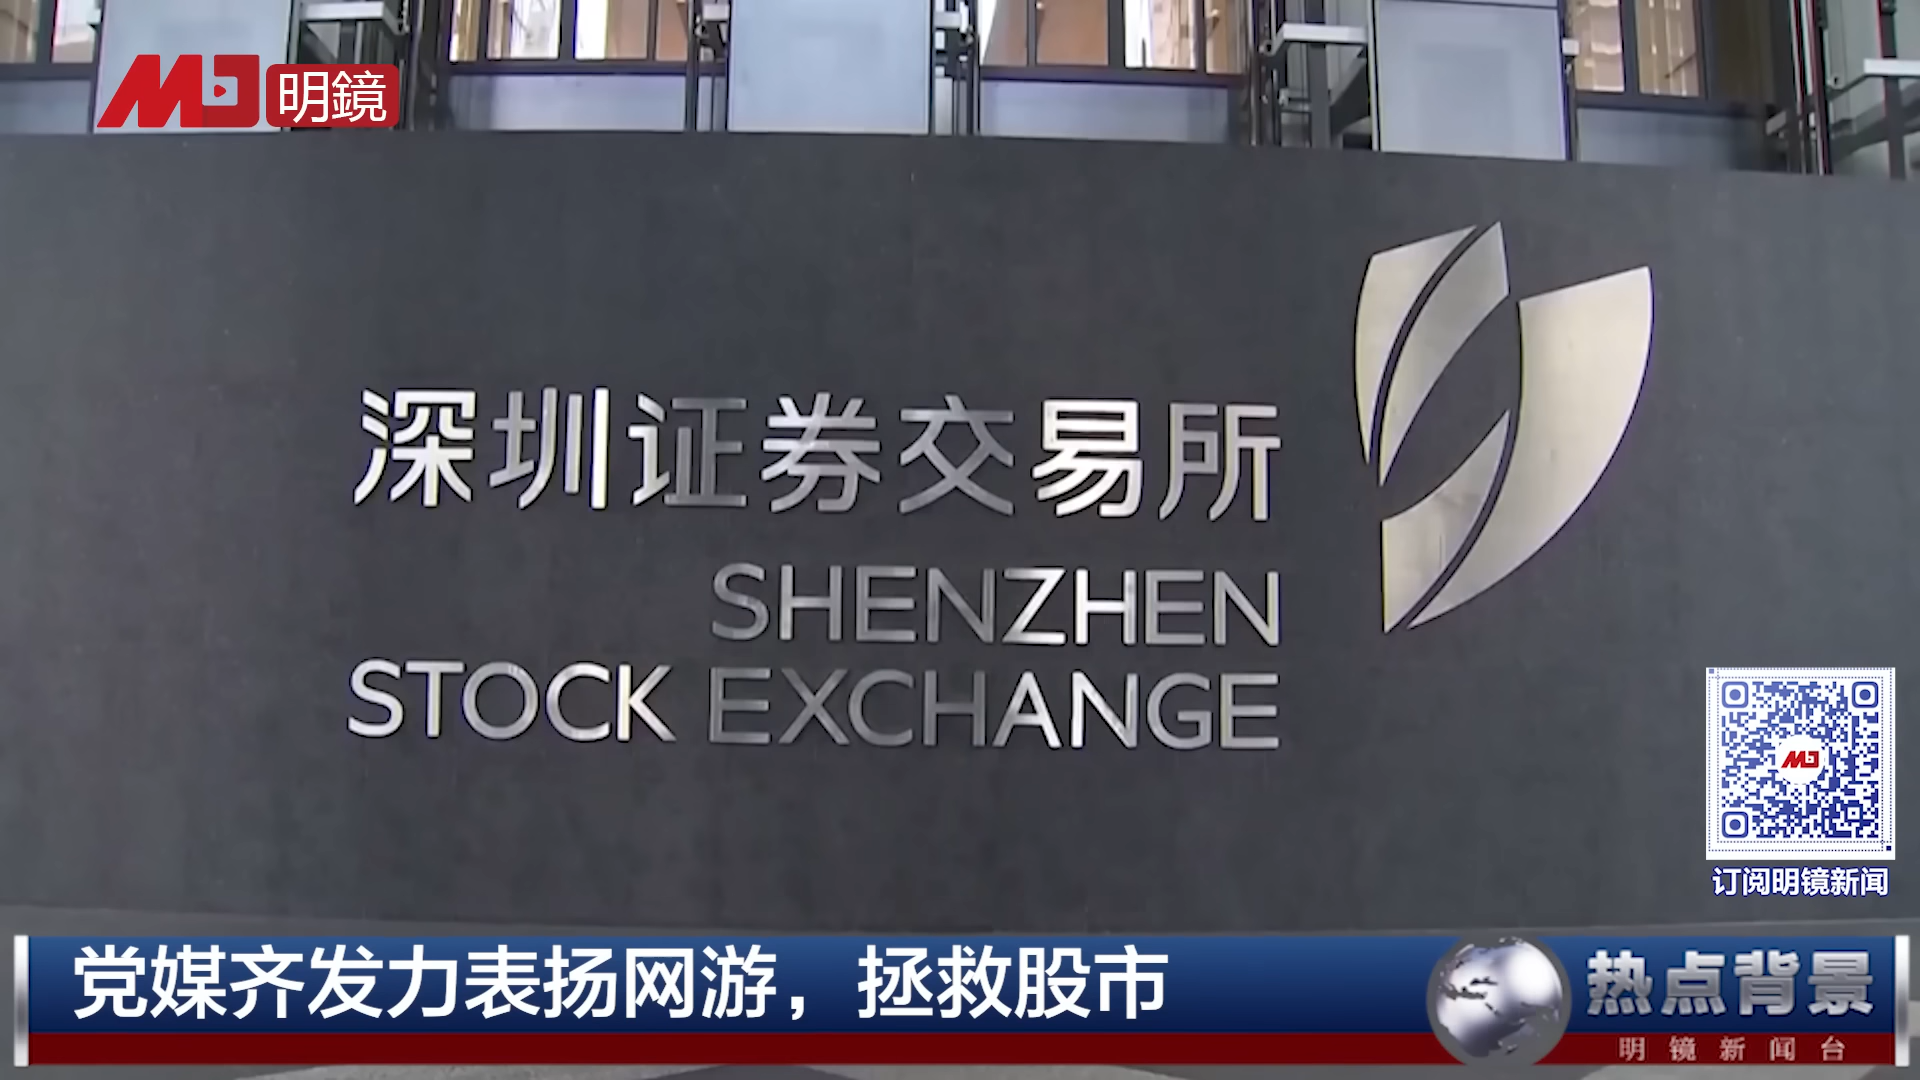 明鏡
深圳证券交易所
SHENZHEN
STOCK EXCHANGE
订阅明镜新闻
党媒齐发力表扬网游，拯救股市
热点背景
明镜新闻台